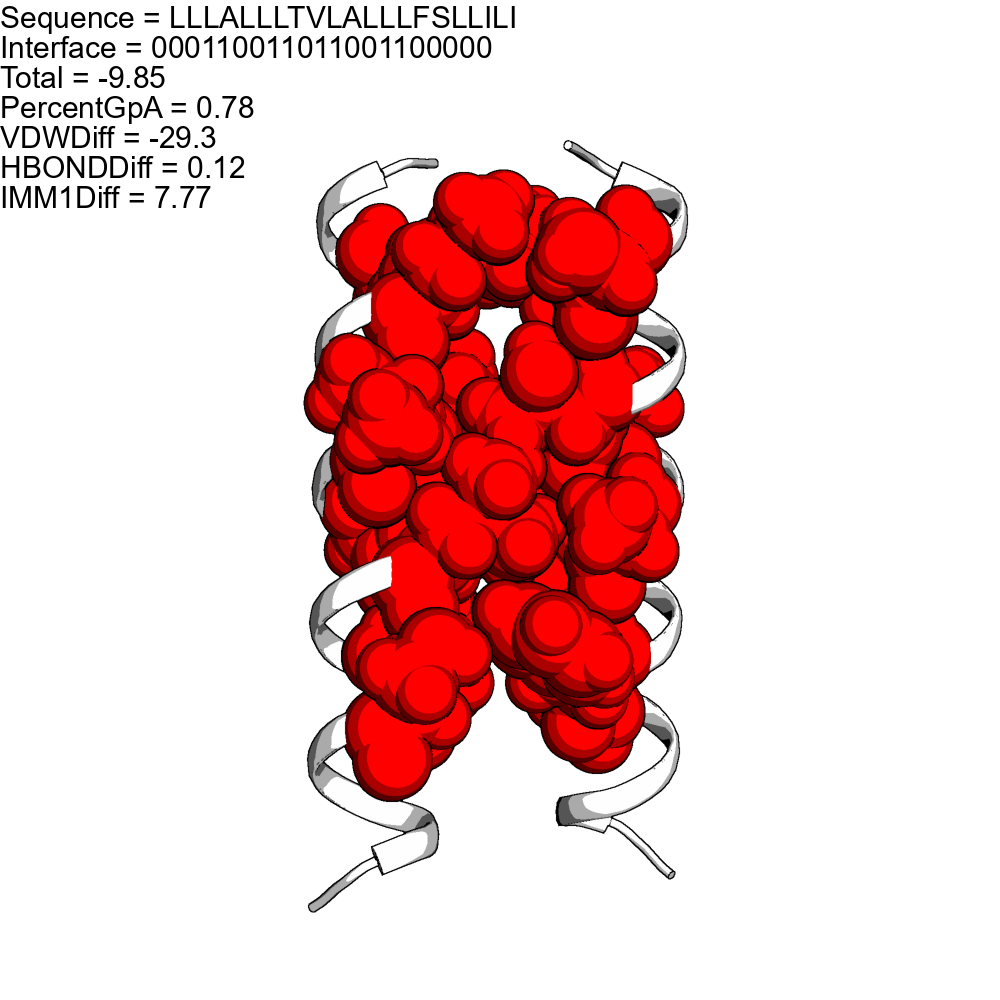 Sequence = LLLALLLTVLALLLFSLLILI
Interface = 000110011011001100000
Total = -9.85
PercentGpA = 0.78
VDWDiff = -29.3
HBONDDiff = 0.12
IMM1Diff = 7.77